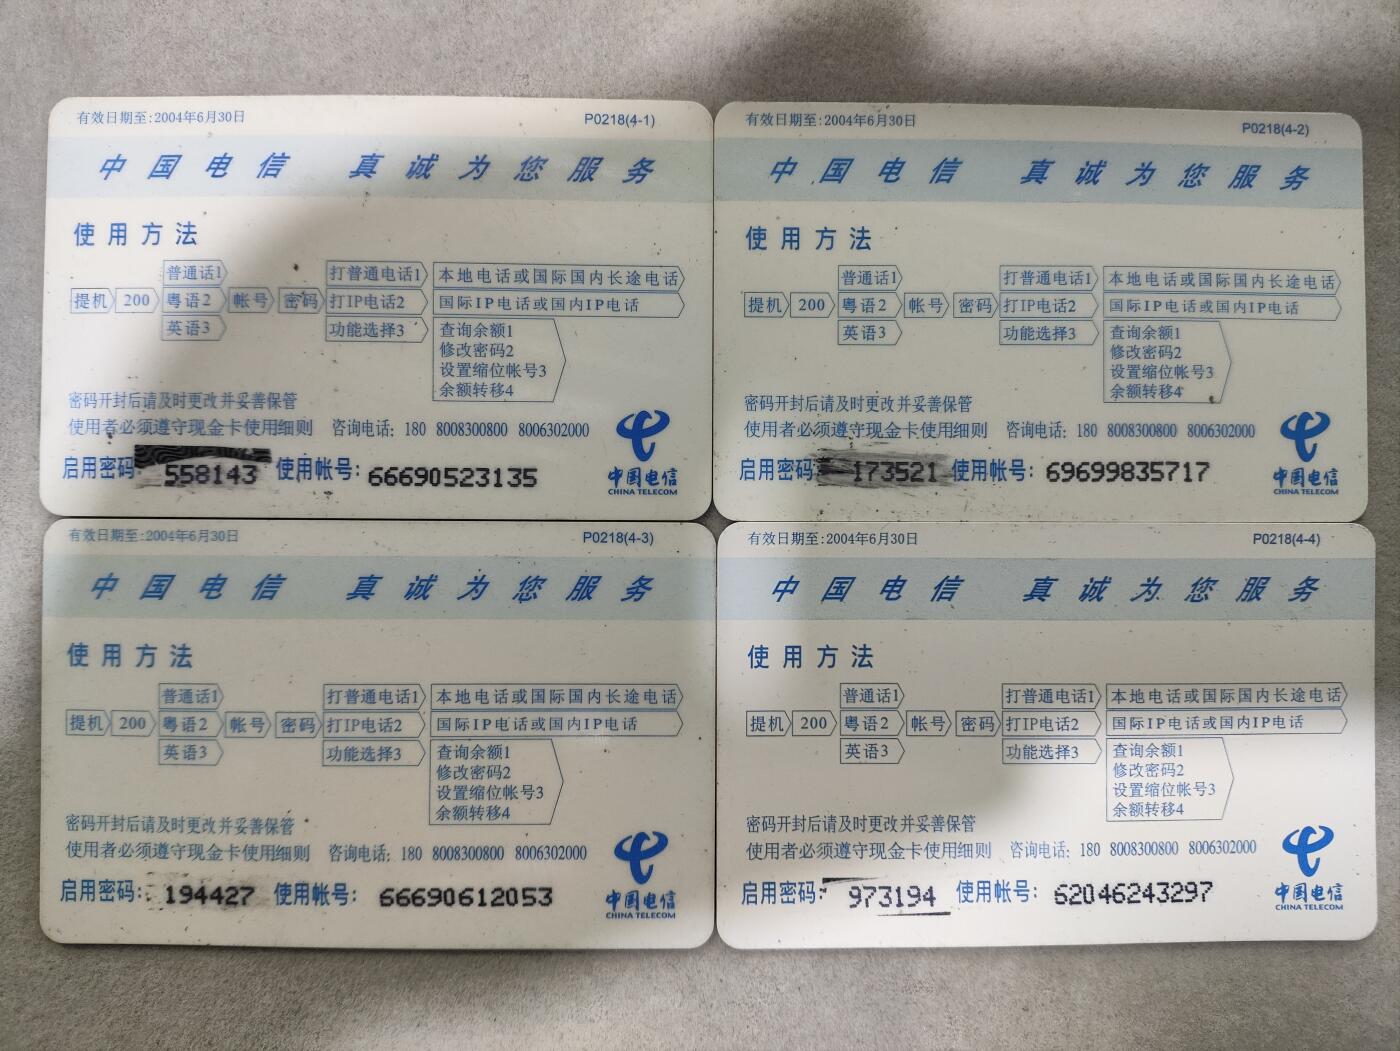 有效日期至:2004年6月30日 P0218(4-1)
中国电信 真诚为您服务
使用方法
普通话1 打普通电话1 本地电话或国际国内长途电话
提机 200 粤语2 帐号 密码 打IP电话2 国际IP电话或国内IP电话
英语3 功能选择3 查询余额1
修改密码2
设置缩位帐号3
余额转移4
密码开封后请及时更改并妥善保管
使用者必须遵守现金卡使用细则 咨询电话: 180 8008300800 8006302000
启用密码: 558143 使用帐号: 66690523135
中国电信
CHINA TELECOM
有效日期至:2004年6月30日 P0218(4-2)
中国电信 真诚为您服务
使用方法
普通话1 打普通电话1 本地电话或国际国内长途电话
提机 200 粤语2 帐号 密码 打IP电话2 国际IP电话或国内IP电话
英语3 功能选择3 查询余额1
修改密码2
设置缩位帐号3
余额转移4
密码开封后请及时更改并妥善保管
使用者必须遵守现金卡使用细则 咨询电话: 180 8008300800 8006302000
启用密码: 173521 使用帐号: 69699835717
中国电信
CHINA TELECOM
有效日期至:2004年6月30日 P0218(4-3)
中国电信 真诚为您服务
使用方法
普通话1 打普通电话1 本地电话或国际国内长途电话
提机 200 粤语2 帐号 密码 打IP电话2 国际IP电话或国内IP电话
英语3 功能选择3 查询余额1
修改密码2
设置缩位帐号3
余额转移4
密码开封后请及时更改并妥善保管
使用者必须遵守现金卡使用细则 咨询电话: 180 8008300800 8006302000
启用密码: 194427 使用帐号: 66690612053
中国电信
CHINA TELECOM
有效日期至:2004年6月30日 P0218(4-4)
中国电信 真诚为您服务
使用方法
普通话1 打普通电话1 本地电话或国际国内长途电话
提机 200 粤语2 帐号 密码 打IP电话2 国际IP电话或国内IP电话
英语3 功能选择3 查询余额1
修改密码2
设置缩位帐号3
余额转移4
密码开封后请及时更改并妥善保管
使用者必须遵守现金卡使用细则 咨询电话: 180 8008300800 8006302000
启用密码: 973194 使用帐号: 62046243297
中国电信
CHINA TELECOM